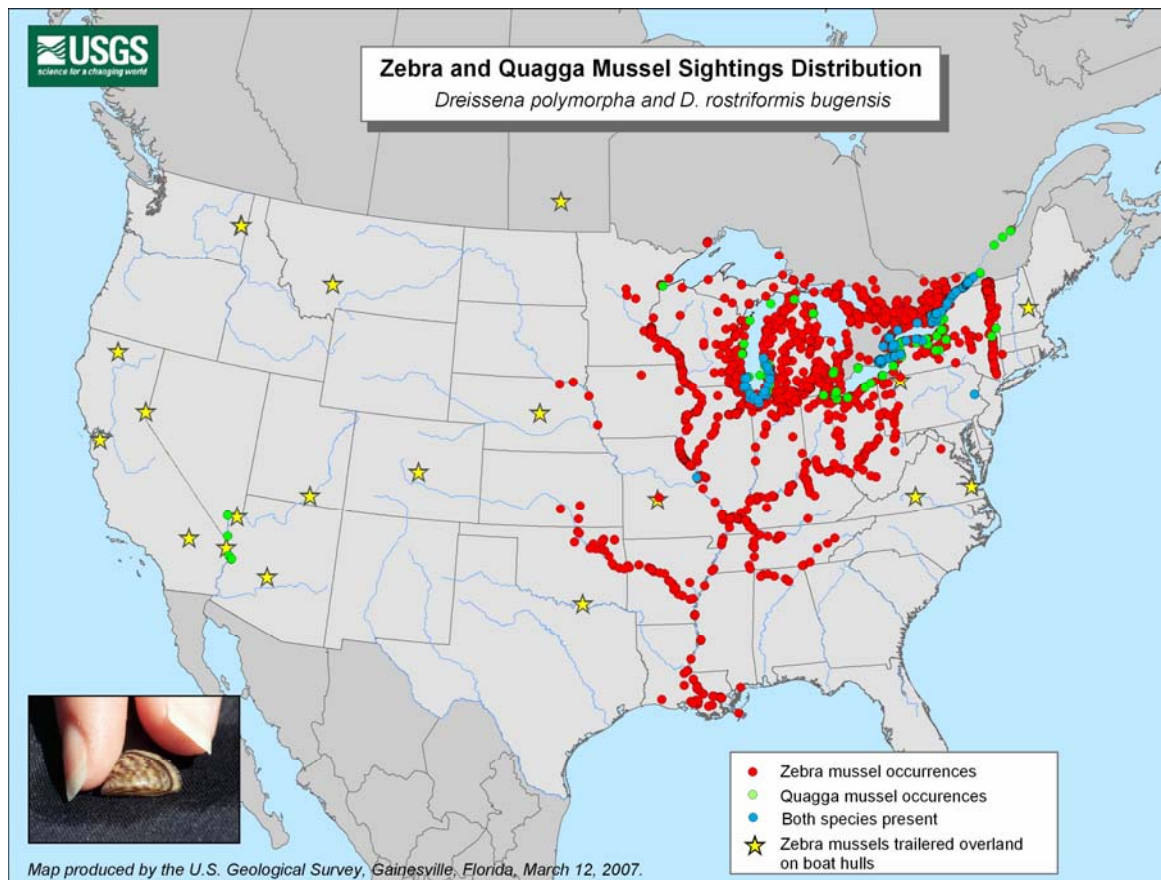 USGS
science for a changing world
Zebra and Quagga Mussel Sightings Distribution
Dreissena polymorpha and D. rostriformis bugensis
Zebra mussel occurrences
Quagga mussel occurences
Both species present
Zebra mussels trailered overland
on boat hulls
Map produced by the U.S. Geological Survey, Gainesville, Florida, March 12, 2007.